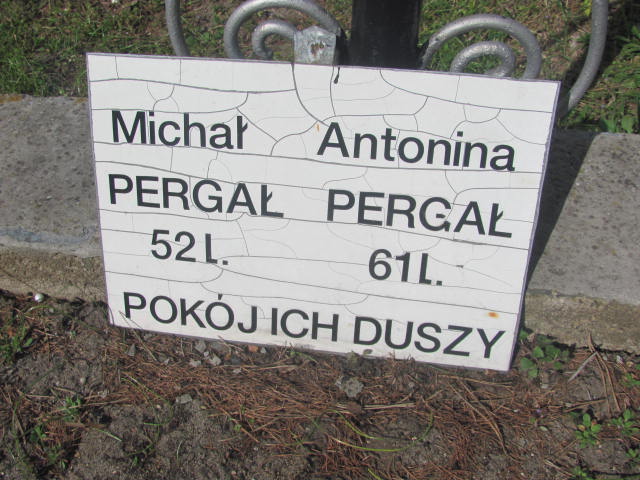 Michał Antonina
PERGAŁ PERGAŁ
52 l. 61 l.
POKÓJ ICH DUSZY